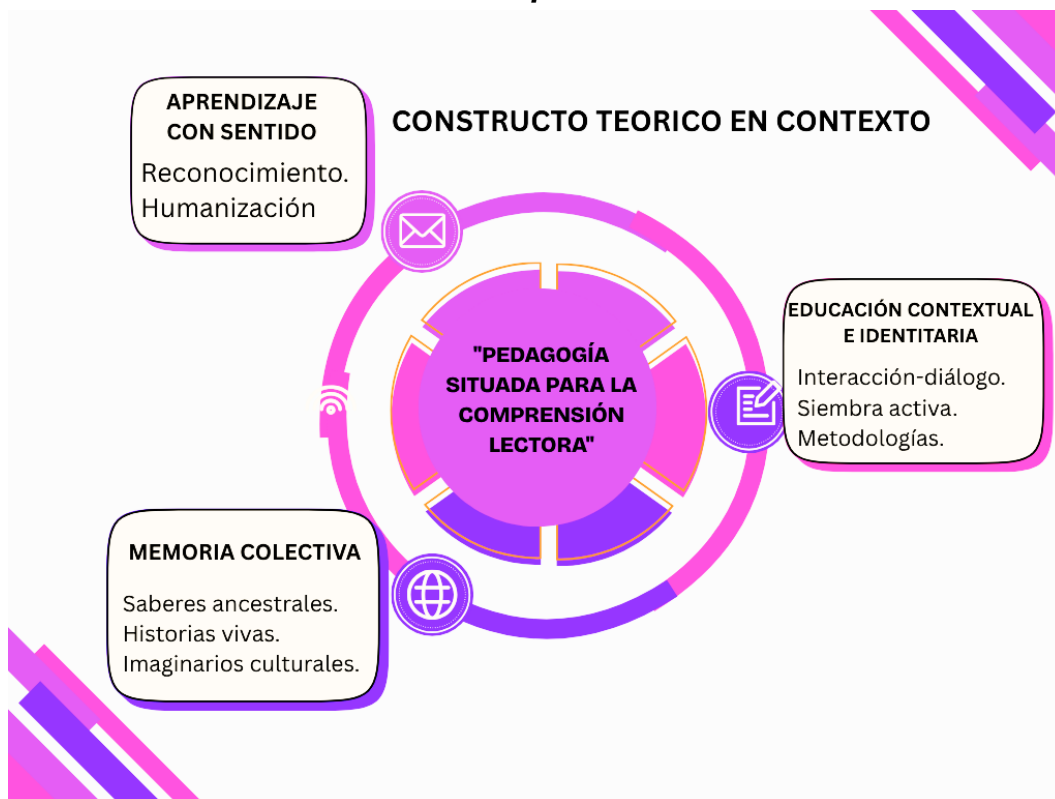 CONSTRUCTO TEORICO EN CONTEXTO
APRENDIZAJE
CON SENTIDO
Reconocimiento.
Humanización
EDUCACIÓN CONTEXTUAL
E IDENTITARIA
Interacción-diálogo.
Siembra activa.
Metodologías.
"PEDAGOGÍA
SITUADA PARA LA
COMPRENSIÓN
LECTORA"
MEMORIA COLECTIVA
Saberes ancestrales.
Historias vivas.
Imaginarios culturales.